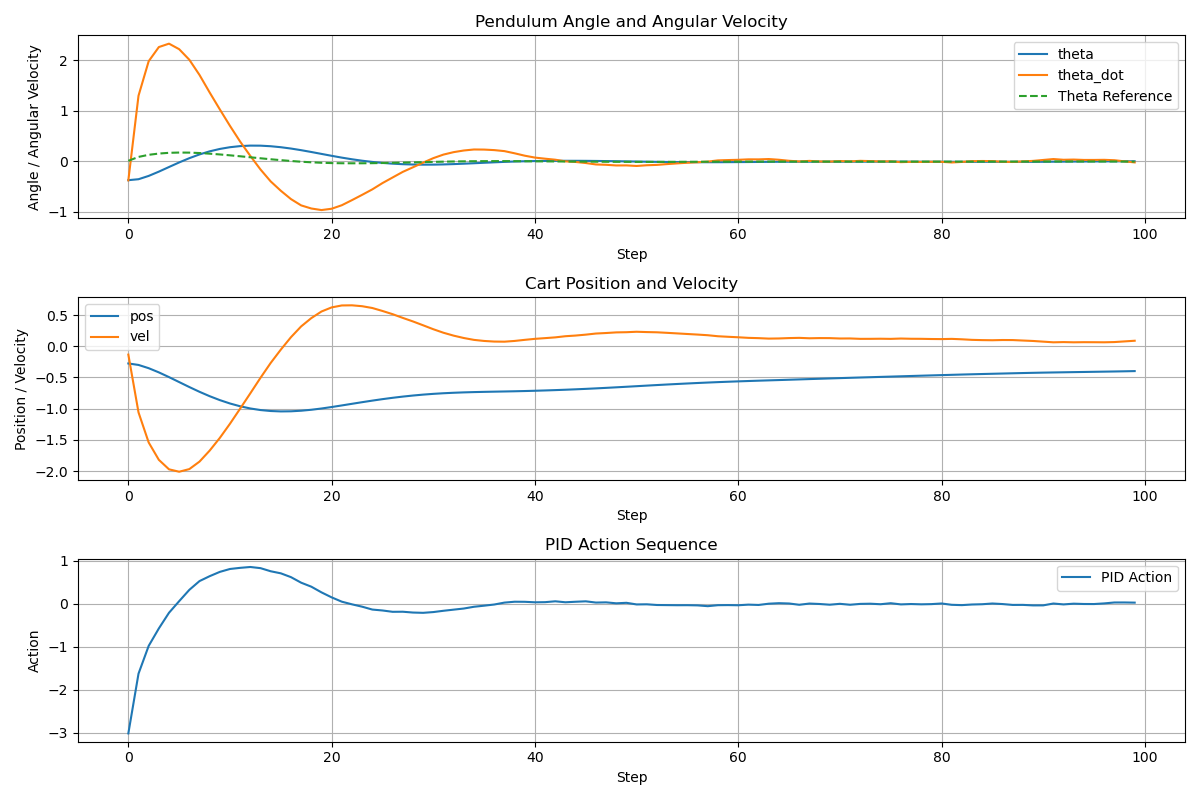 Pendulum Angle and Angular Velocity
Angle / Angular Velocity
2
1
0
−1
theta
theta_dot
Theta Reference
0 20 40 60 80 100
Step
Cart Position and Velocity
Position / Velocity
0.5
0.0
−0.5
−1.0
−1.5
−2.0
pos
vel
0 20 40 60 80 100
Step
PID Action Sequence
Action
1
0
−1
−2
−3
PID Action
0 20 40 60 80 100
Step